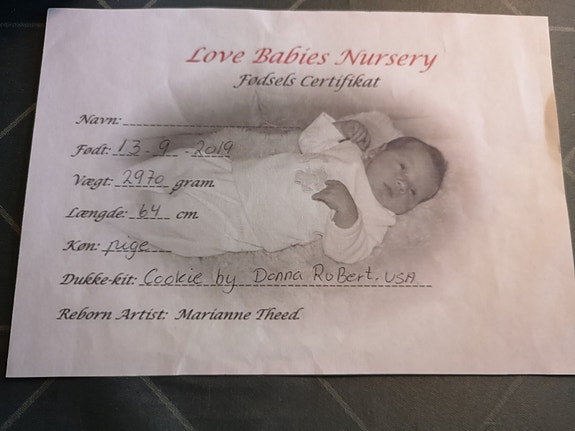 Love Babies Nursery
Fødsels Certifikat
Navn:
Født: 13-9-2019
Vægt: 2970 gram.
Længde: 64 cm.
Køn: pige
Dukke-kit: Cookie by Donna RuBert. USA
Reborn Artist: Marianne Theed.